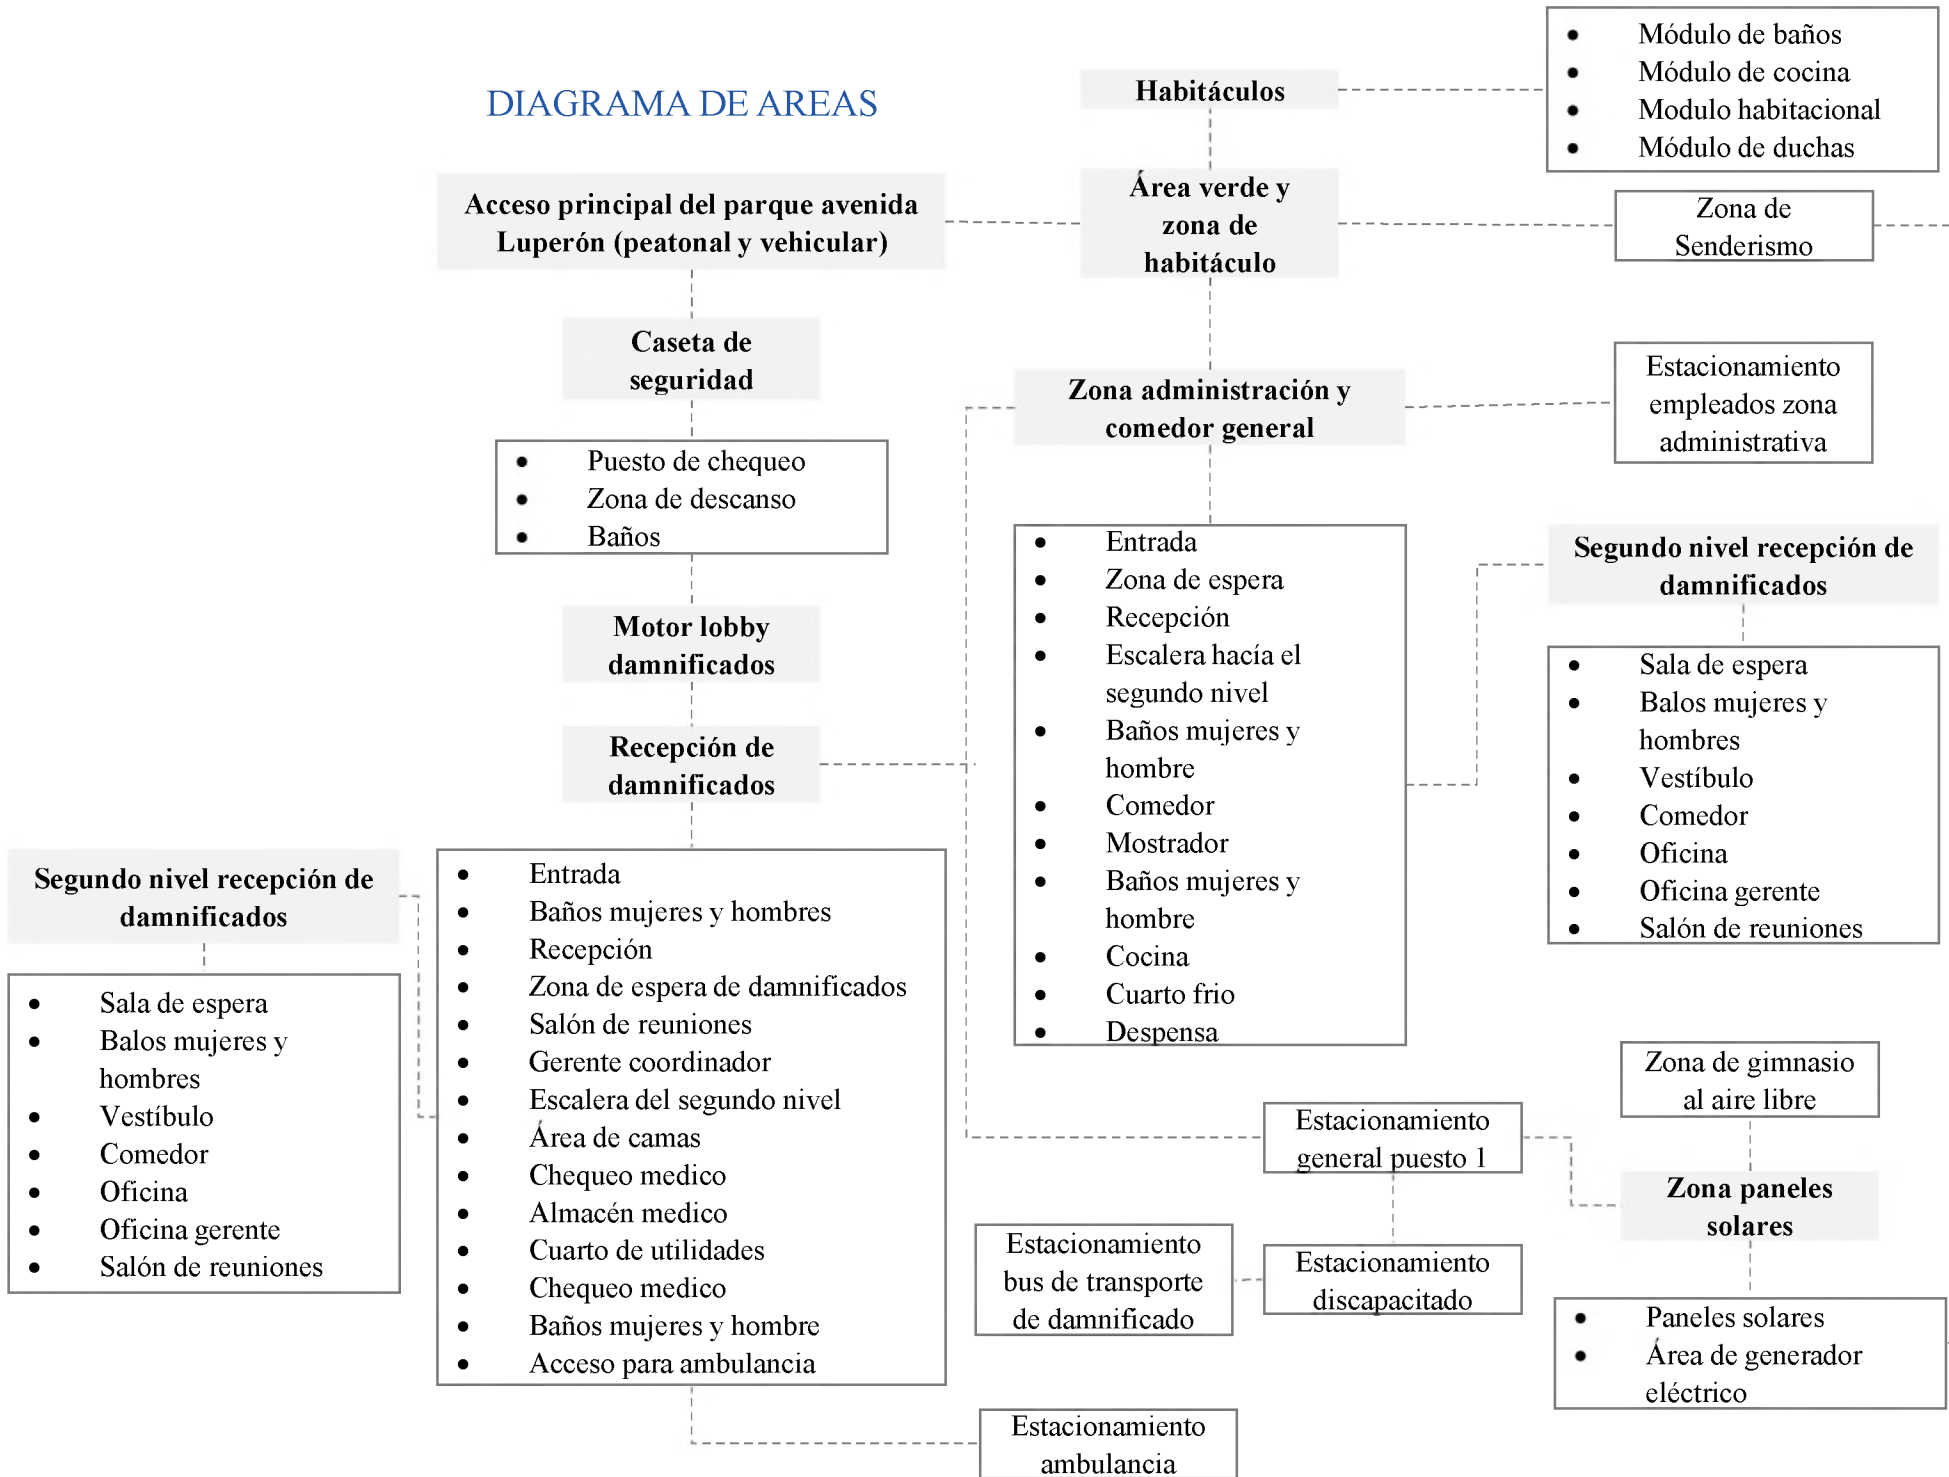 DIAGRAMA DE AREAS
Habitáculos
• Módulo de baños
• Módulo de cocina
• Modulo habitacional
• Módulo de duchas
Acceso principal del parque avenida
Luperón (peatonal y vehicular)
Área verde y
zona de
habitáculo
Zona de
Senderismo
Caseta de
seguridad
• Puesto de chequeo
• Zona de descanso
• Baños
Zona administración y
comedor general
Estacionamiento
empleados zona
administrativa
Motor lobby
damnificados
Recepción de
damnificados
• Entrada
• Zona de espera
• Recepción
• Escalera hacía el
segundo nivel
• Baños mujeres y
hombre
• Comedor
• Mostrador
• Baños mujeres y
hombre
• Cocina
• Cuarto frio
• Despensa
Segundo nivel recepción de
damnificados
• Sala de espera
• Balos mujeres y
hombres
• Vestíbulo
• Comedor
• Oficina
• Oficina gerente
• Salón de reuniones
Segundo nivel recepción de
damnificados
• Sala de espera
• Balos mujeres y
hombres
• Vestíbulo
• Comedor
• Oficina
• Oficina gerente
• Salón de reuniones
• Entrada
• Baños mujeres y hombres
• Recepción
• Zona de espera de damnificados
• Salón de reuniones
• Gerente coordinador
• Escalera del segundo nivel
• Área de camas
• Chequeo medico
• Almacén medico
• Cuarto de utilidades
• Chequeo medico
• Baños mujeres y hombre
• Acceso para ambulancia
Estacionamiento
general puesto 1
Zona de gimnasio
al aire libre
Zona paneles
solares
Estacionamiento
bus de transporte
de damnificado
Estacionamiento
discapacitado
• Paneles solares
• Área de generador
eléctrico
Estacionamiento
ambulancia